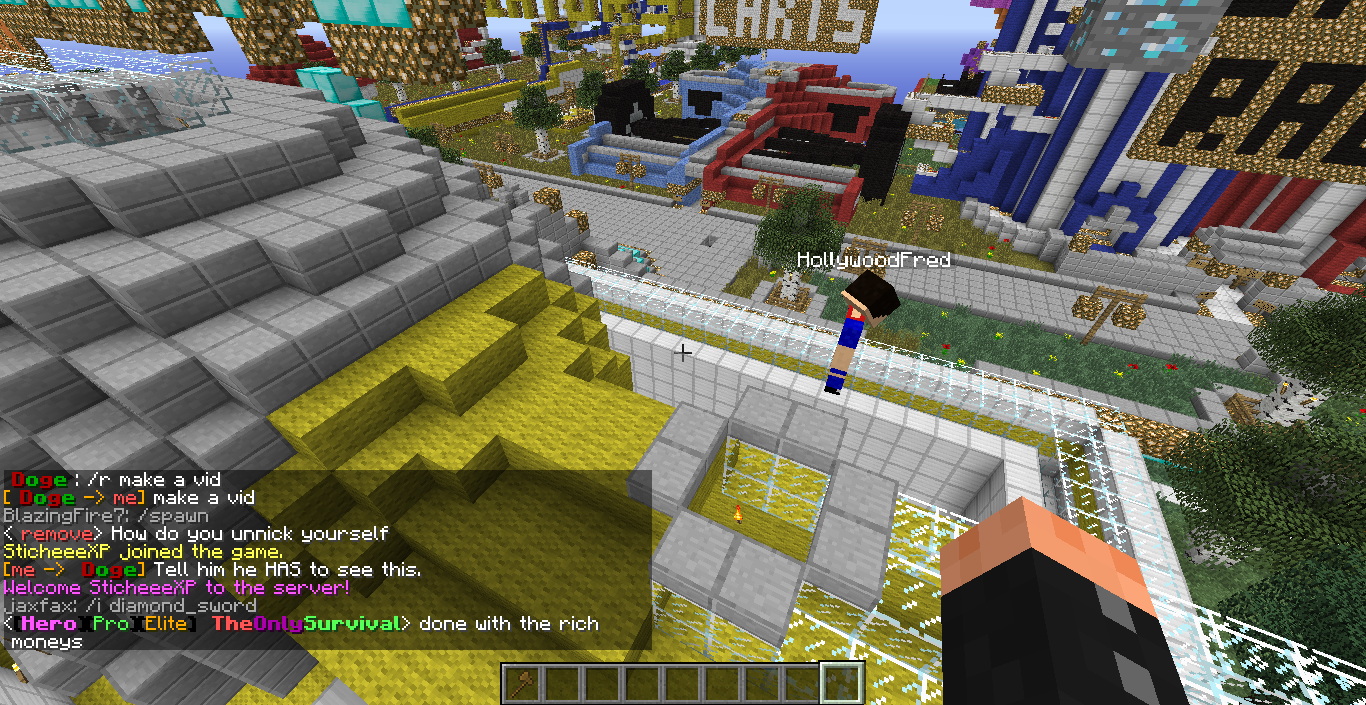 CARTS
HollywoodFred
Doge: /r make a vid
[ Doge -> me] make a vid
BlazingFire7: /spawn
< remove> How do you unnick yourself
SticheeeXP joined the game.
[me -> Doge] Tell him he HAS to see this.
Welcome SticheeeXP to the server!
jaxfax: /i diamond_sword
< Hero Pro Elite TheOnlySurvival> done with the rich
moneys